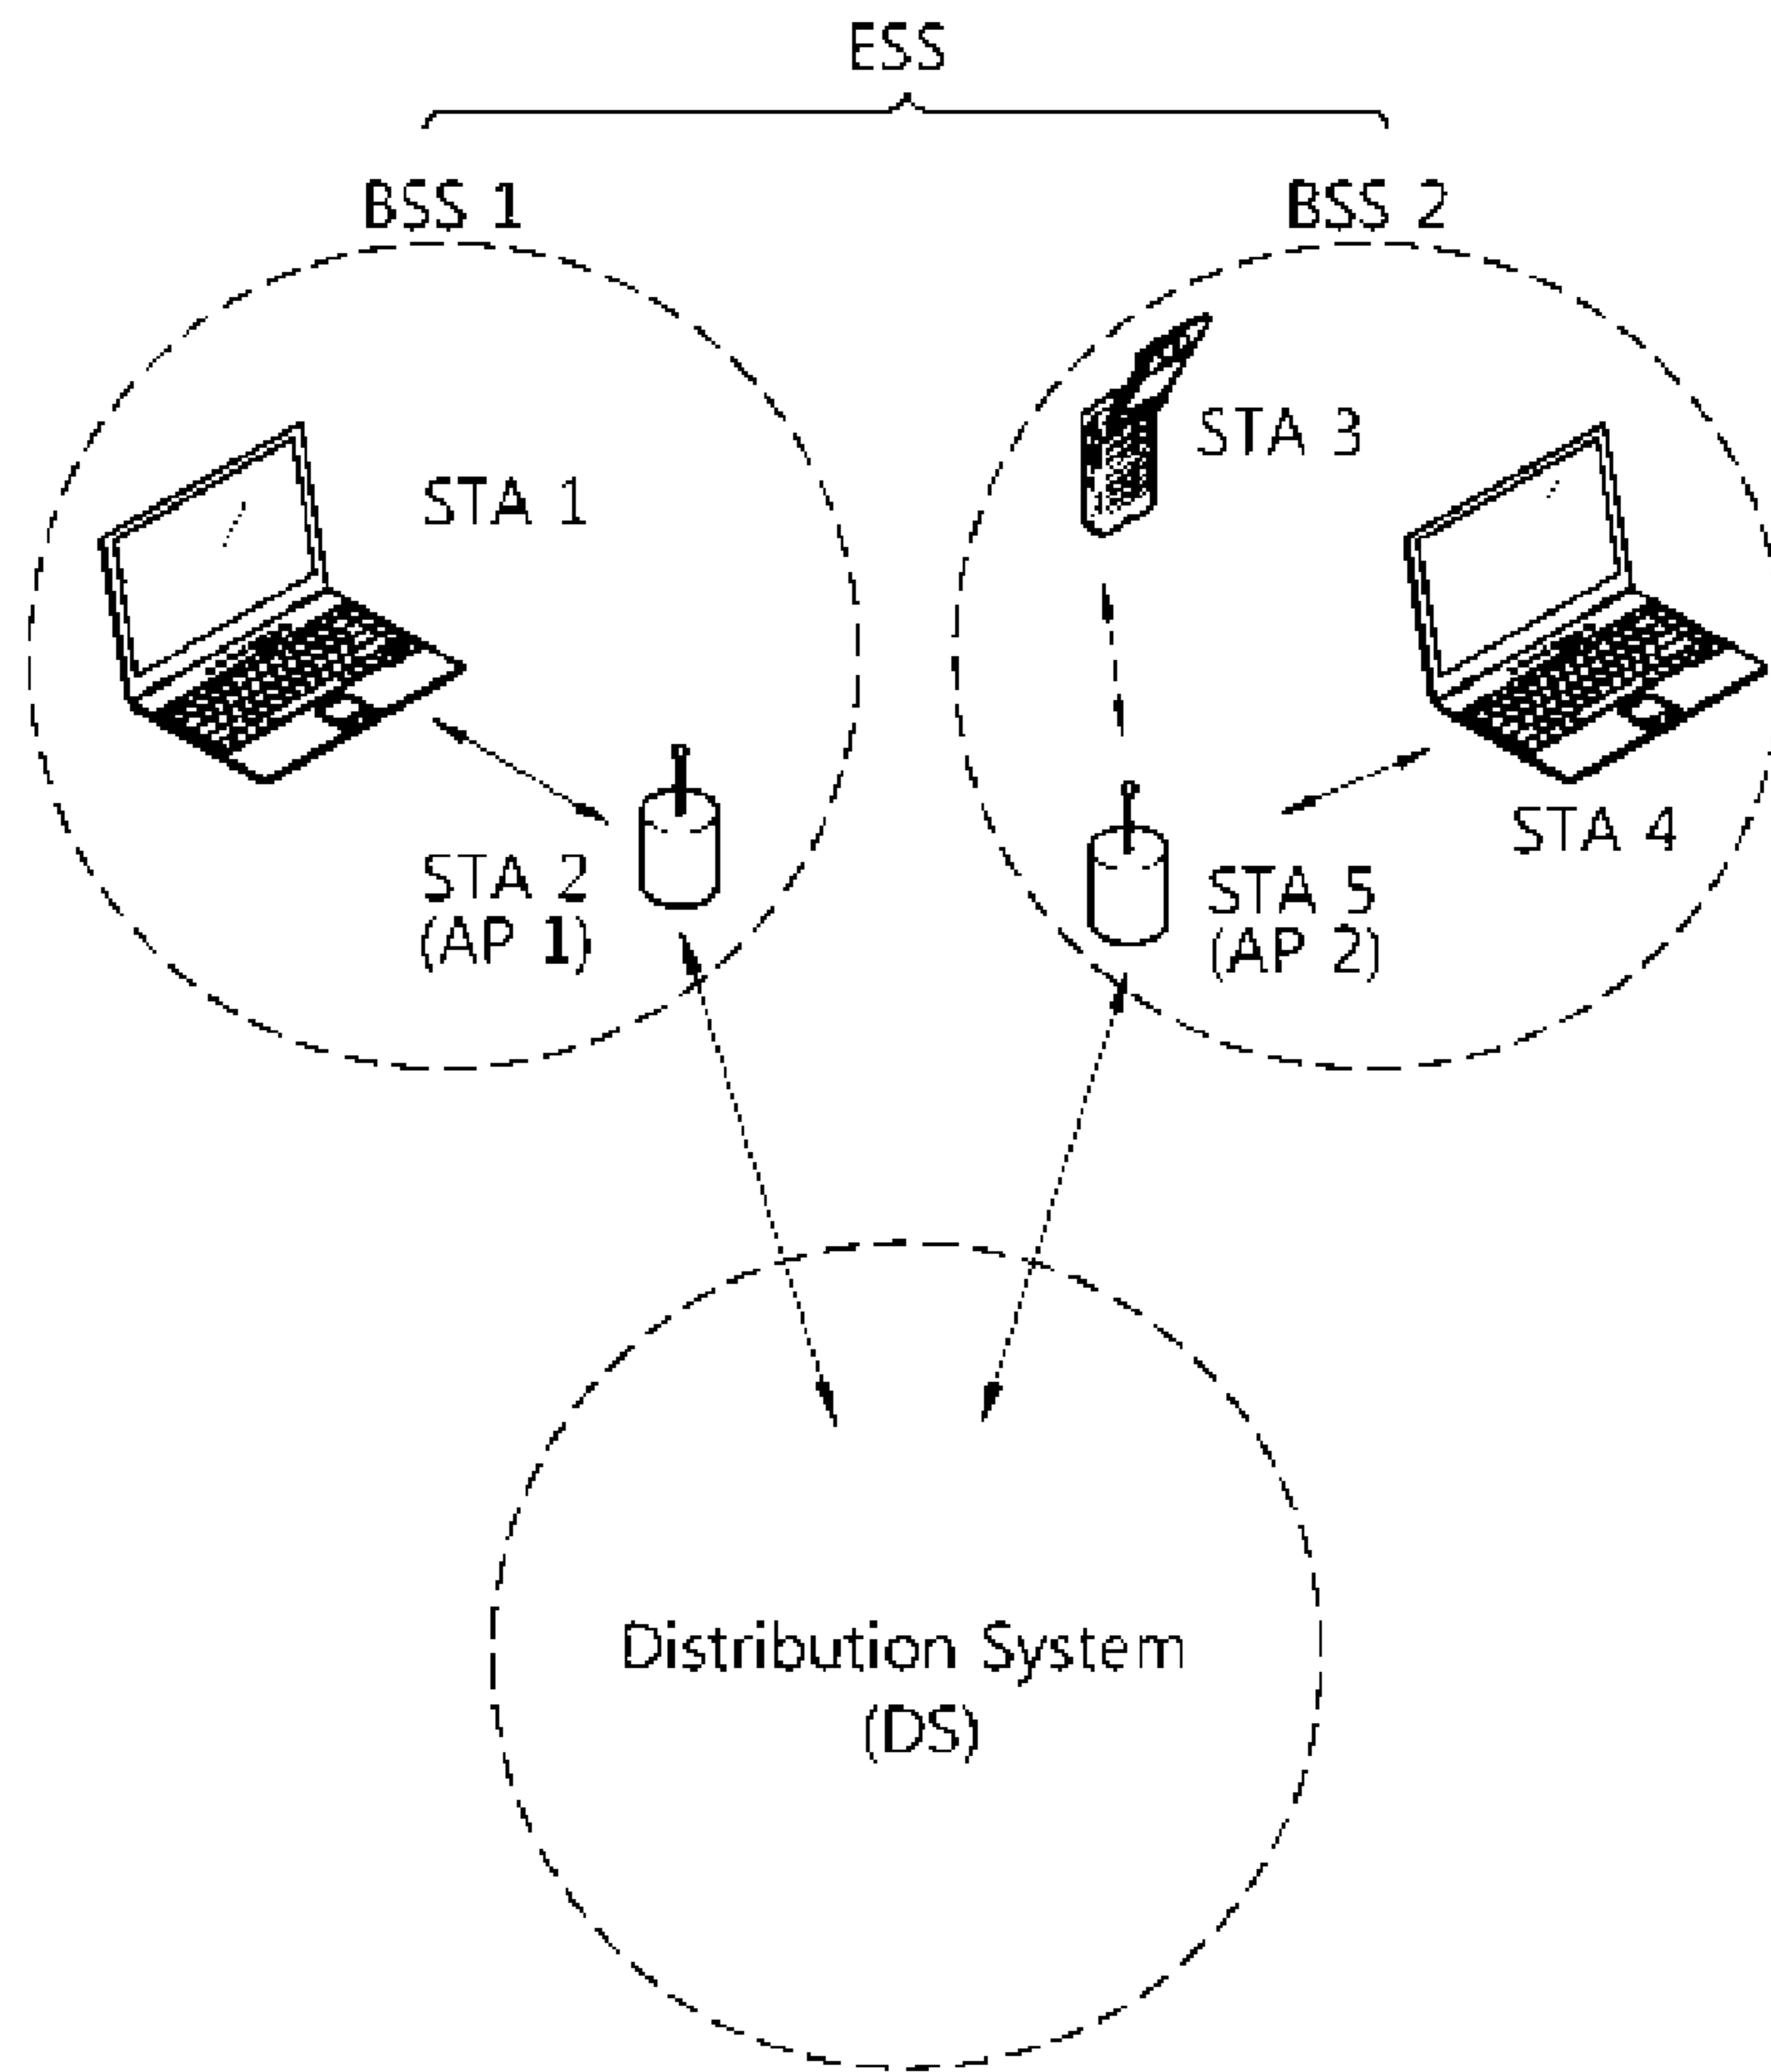 ESS
BSS 1
BSS 2
STA 1
STA 3
STA 4
STA 2
(AP 1)
STA 5
(AP 2)
Distribution System
(DS)